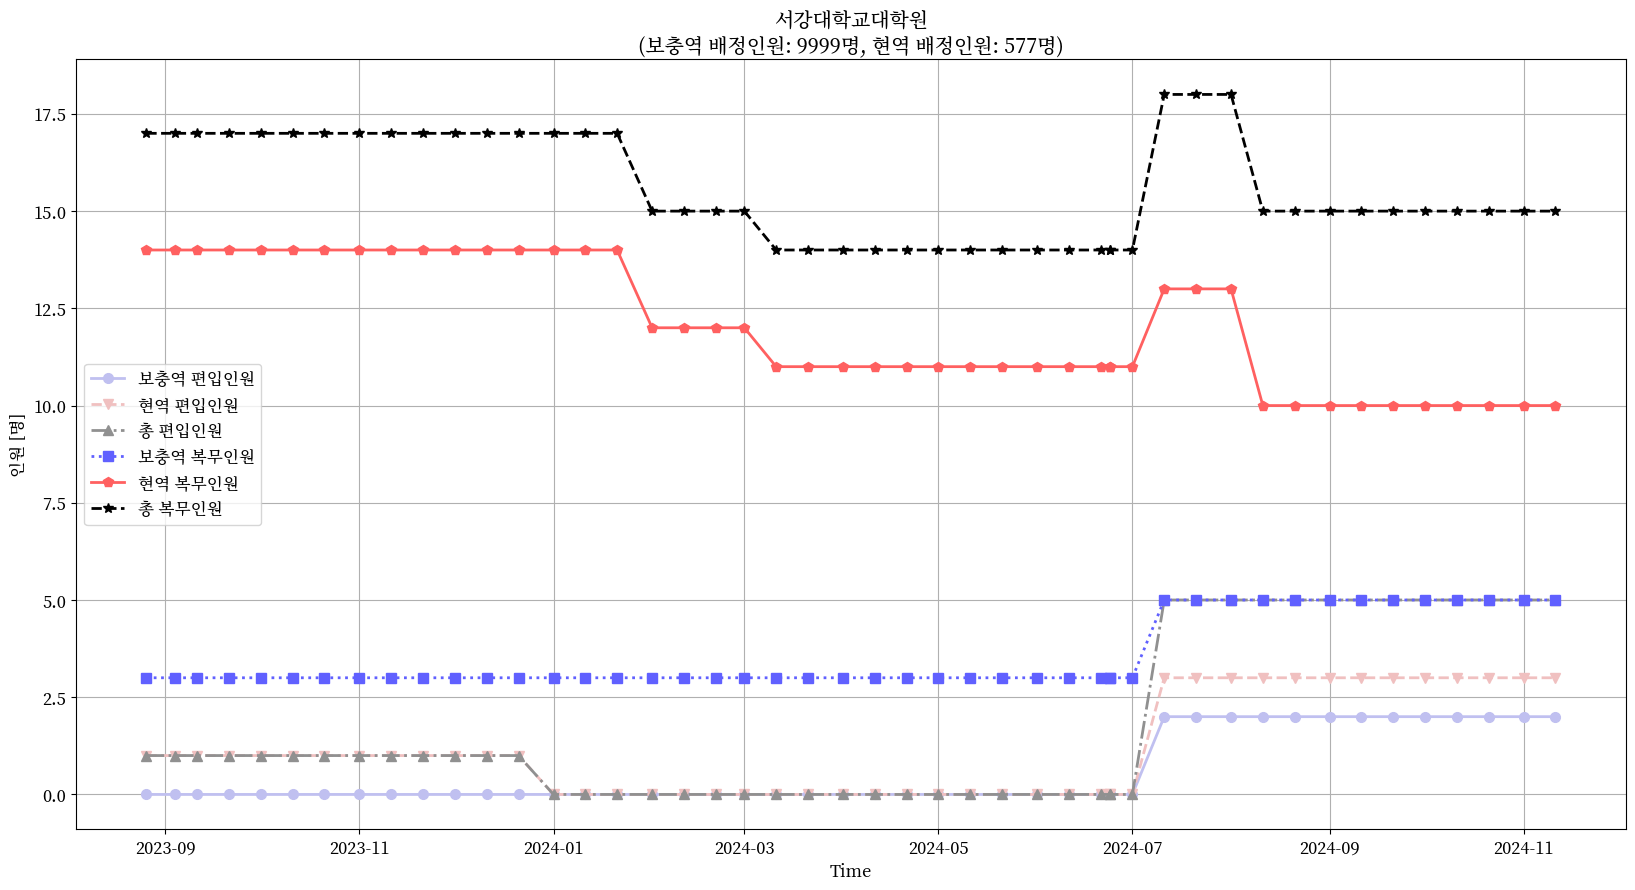 서강대학교대학원
(보충역 배정인원: 9999명, 현역 배정인원: 577명)
인원 [명]
17.5
15.0
12.5
10.0
7.5
5.0
2.5
0.0
보충역 편입인원
현역 편입인원
총 편입인원
보충역 복무인원
현역 복무인원
총 복무인원
2023-09
2023-11
2024-01
2024-03
2024-05
2024-07
2024-09
2024-11
Time